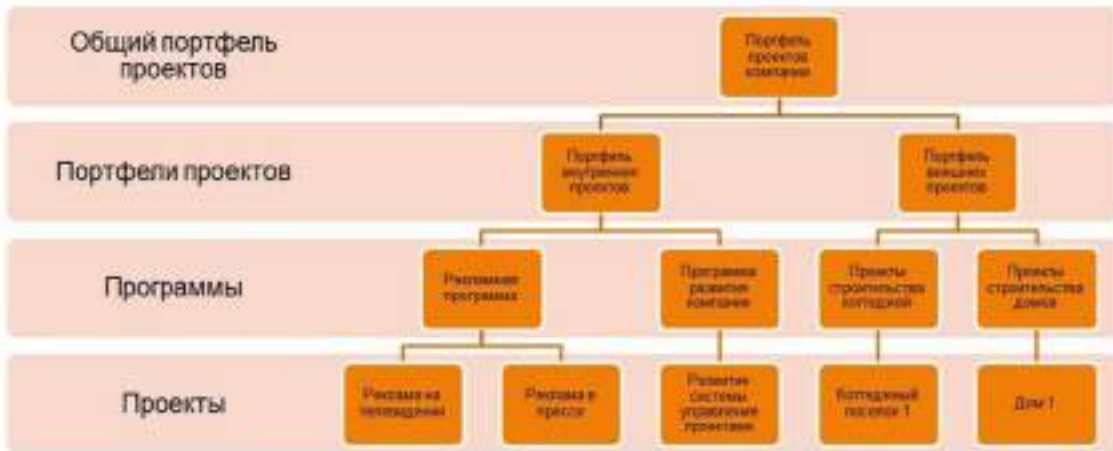 Общий портфель
проектов
Портфель
проектов
компании
Портфели проектов
Портфель
внутренних
проектов
Портфель
внешних
проектов
Программы
Рекламная
программа
Программа
развития
компании
Проекты
строительства
коттеджей
Проекты
строительства
домов
Проекты
Реклама на
телевидении
Реклама в
прессе
Развитие
системы
управления
проектами
Коттеджный
поселок 1
Дом 1